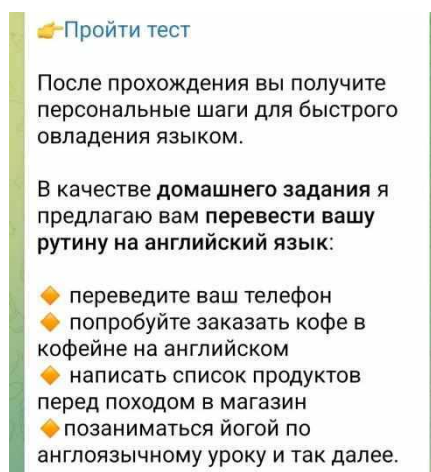 👉Пройти тест
После прохождения вы получите
персональные шаги для быстрого
овладения языком.
В качестве домашнего задания я
предлагаю вам перевести вашу
рутину на английский язык:
🔸 переведите ваш телефон
🔸 попробуйте заказать кофе в
кофейне на английском
🔸 написать список продуктов
перед походом в магазин
🔸позаниматься йогой по
англоязычному уроку и так далее.